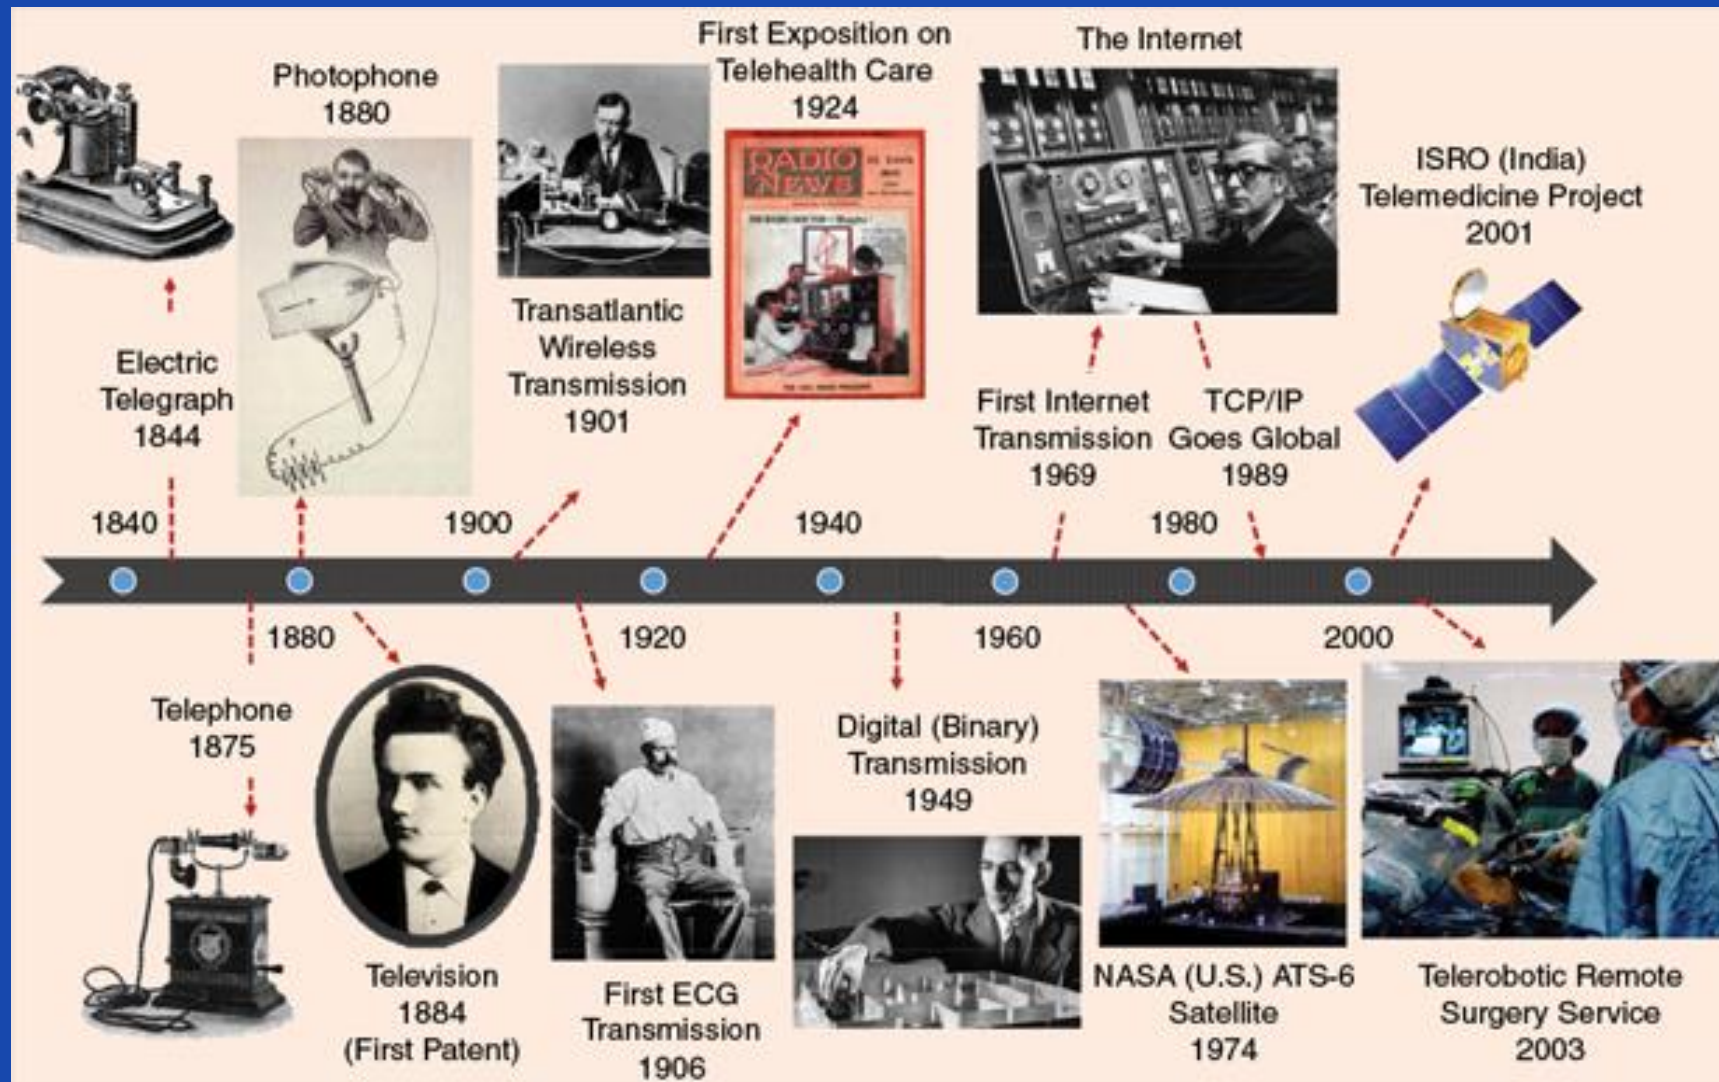 Photophone
1880
First Exposition on
Telehealth Care
1924
The Internet
RADIO
NEWS
ISRO (India)
Telemedicine Project
2001
Electric
Telegraph
1844
Transatlantic
Wireless
Transmission
1901
First Internet
Transmission
1969
TCP/IP
Goes Global
1989
1840
1900
1940
1980
1880
1920
1960
2000
Telephone
1875
Television
1884
(First Patent)
First ECG
Transmission
1906
Digital (Binary)
Transmission
1949
NASA (U.S.) ATS-6
Satellite
1974
Telerobotic Remote
Surgery Service
2003